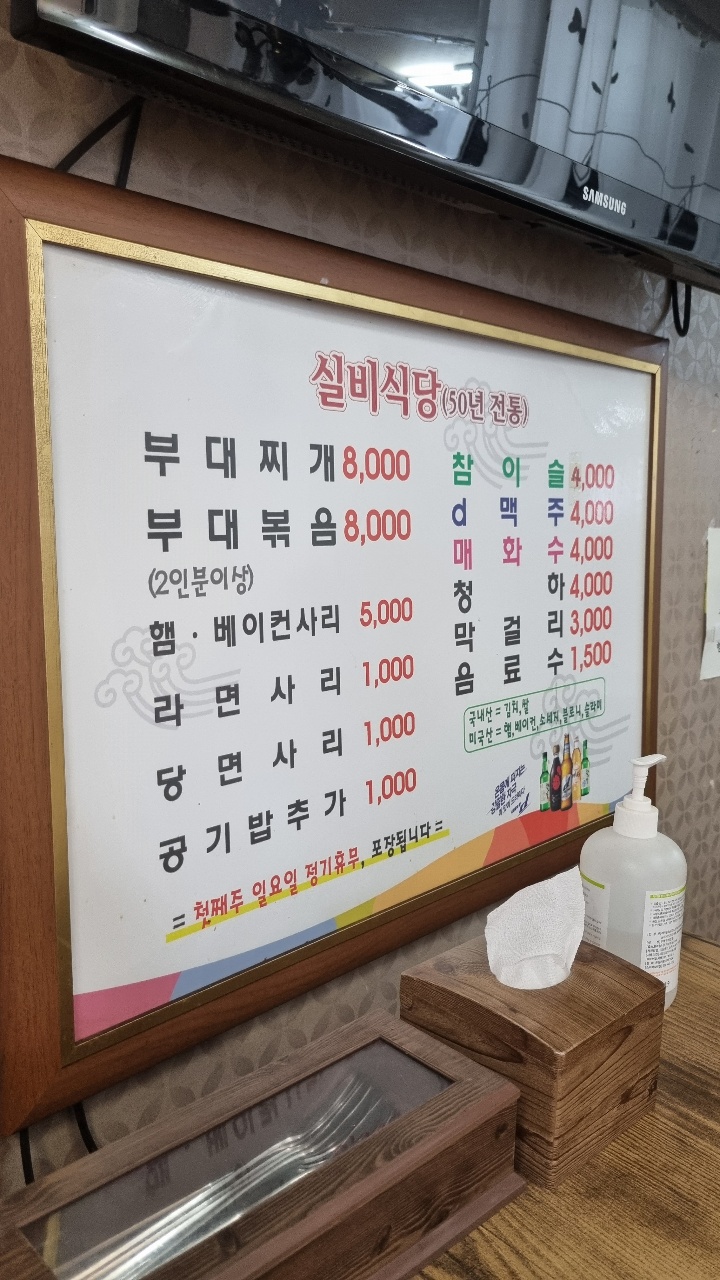 SAMSUNG
실비식당(50년 전통)
부대찌개 8,000
부대볶음 8,000
(2인분이상)
햄·베이컨사리 5,000
라면사리 1,000
당면사리 1,000
공기밥추가 1,000
= 첫째주 일요일 정기휴무, 포장됩니다 =
참이슬 4,000
d맥주 4,000
매화수 4,000
청하 4,000
막걸리 3,000
음료수 1,500
국내산 = 김치,쌀
미국산 = 햄,베이컨,소세지,볼로니,슬라미